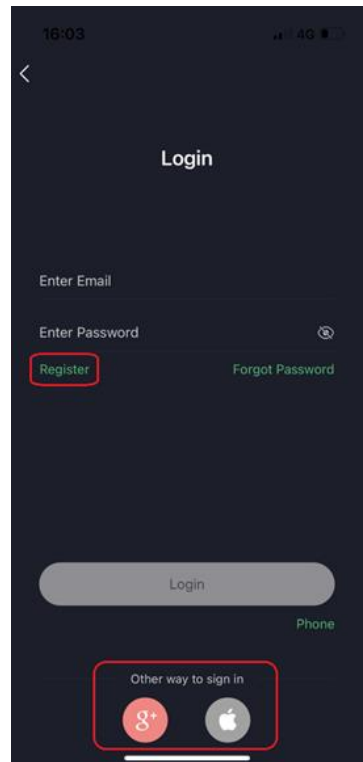 16:03 4G
Login
Enter Email
Enter Password
Register Forgot Password
Login
Phone
Other way to sign in
g+